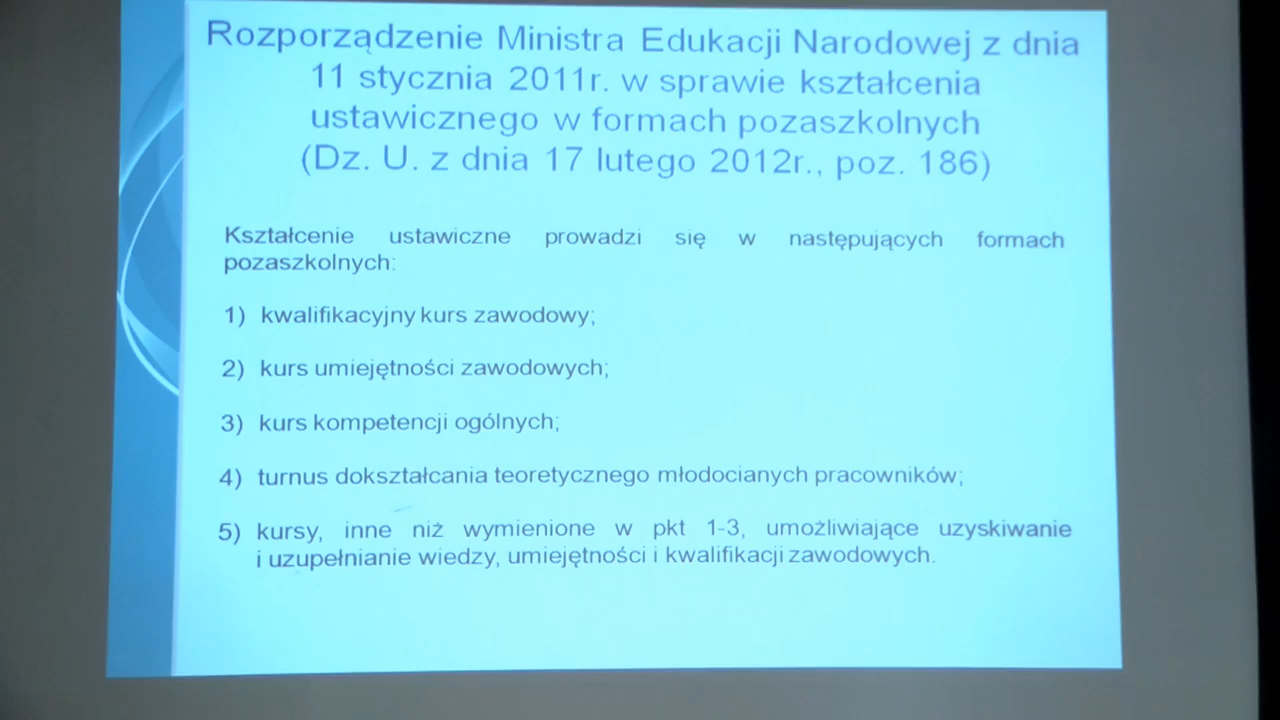 Rozporządzenie Ministra Edukacji Narodowej z dnia
11 stycznia 2011r. w sprawie kształcenia
ustawicznego w formach pozaszkolnych
(Dz. U. z dnia 17 lutego 2012r., poz. 186)
Kształcenie ustawiczne prowadzi się w następujących formach
pozaszkolnych:
1) kwalifikacyjny kurs zawodowy;
2) kurs umiejętności zawodowych;
3) kurs kompetencji ogólnych;
4) turnus dokształcania teoretycznego młodocianych pracowników;
5) kursy, inne niż wymienione w pkt 1-3, umożliwiające uzyskiwanie
i uzupełnianie wiedzy, umiejętności i kwalifikacji zawodowych.